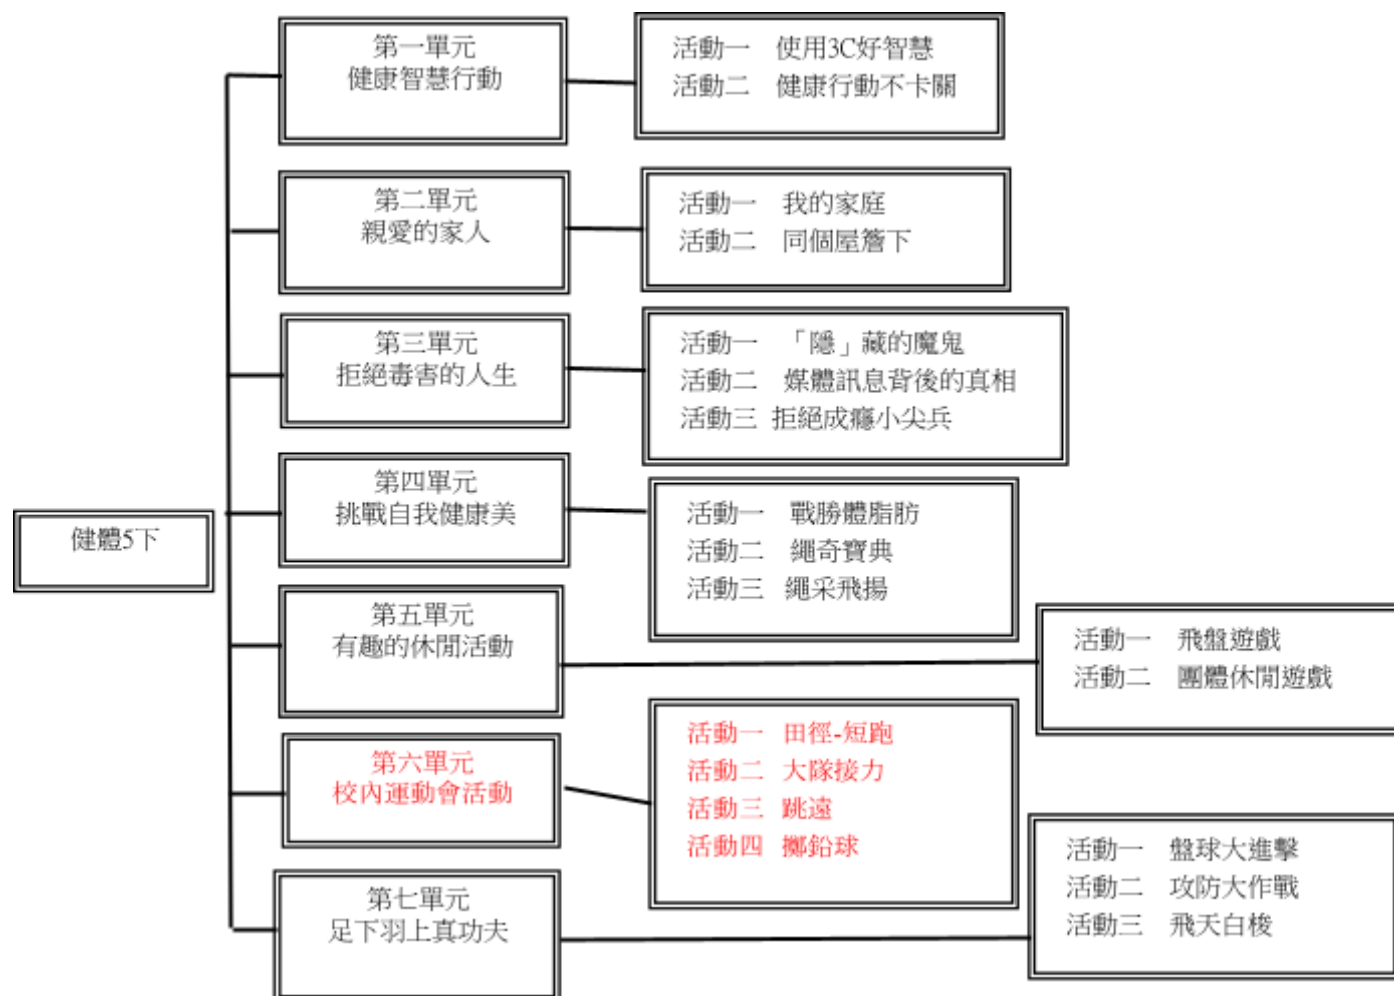 健體5下
第一單元
健康智慧行動
活動一 使用3C好智慧
活動二 健康行動不卡關
第二單元
親愛的家人
活動一 我的家庭
活動二 同個屋簷下
第三單元
拒絕毒害的人生
活動一 「隱」藏的魔鬼
活動二 媒體訊息背後的真相
活動三 拒絕成癮小尖兵
第四單元
挑戰自我健康美
活動一 戰勝體脂肪
活動二 繩奇寶典
活動三 繩采飛揚
第五單元
有趣的休閒活動
活動一 飛盤遊戲
活動二 團體休閒遊戲
第六單元
校內運動會活動
活動一 田徑-短跑
活動二 大隊接力
活動三 跳遠
活動四 擲鉛球
第七單元
足下羽上真功夫
活動一 盤球大進擊
活動二 攻防大作戰
活動三 飛天白梭